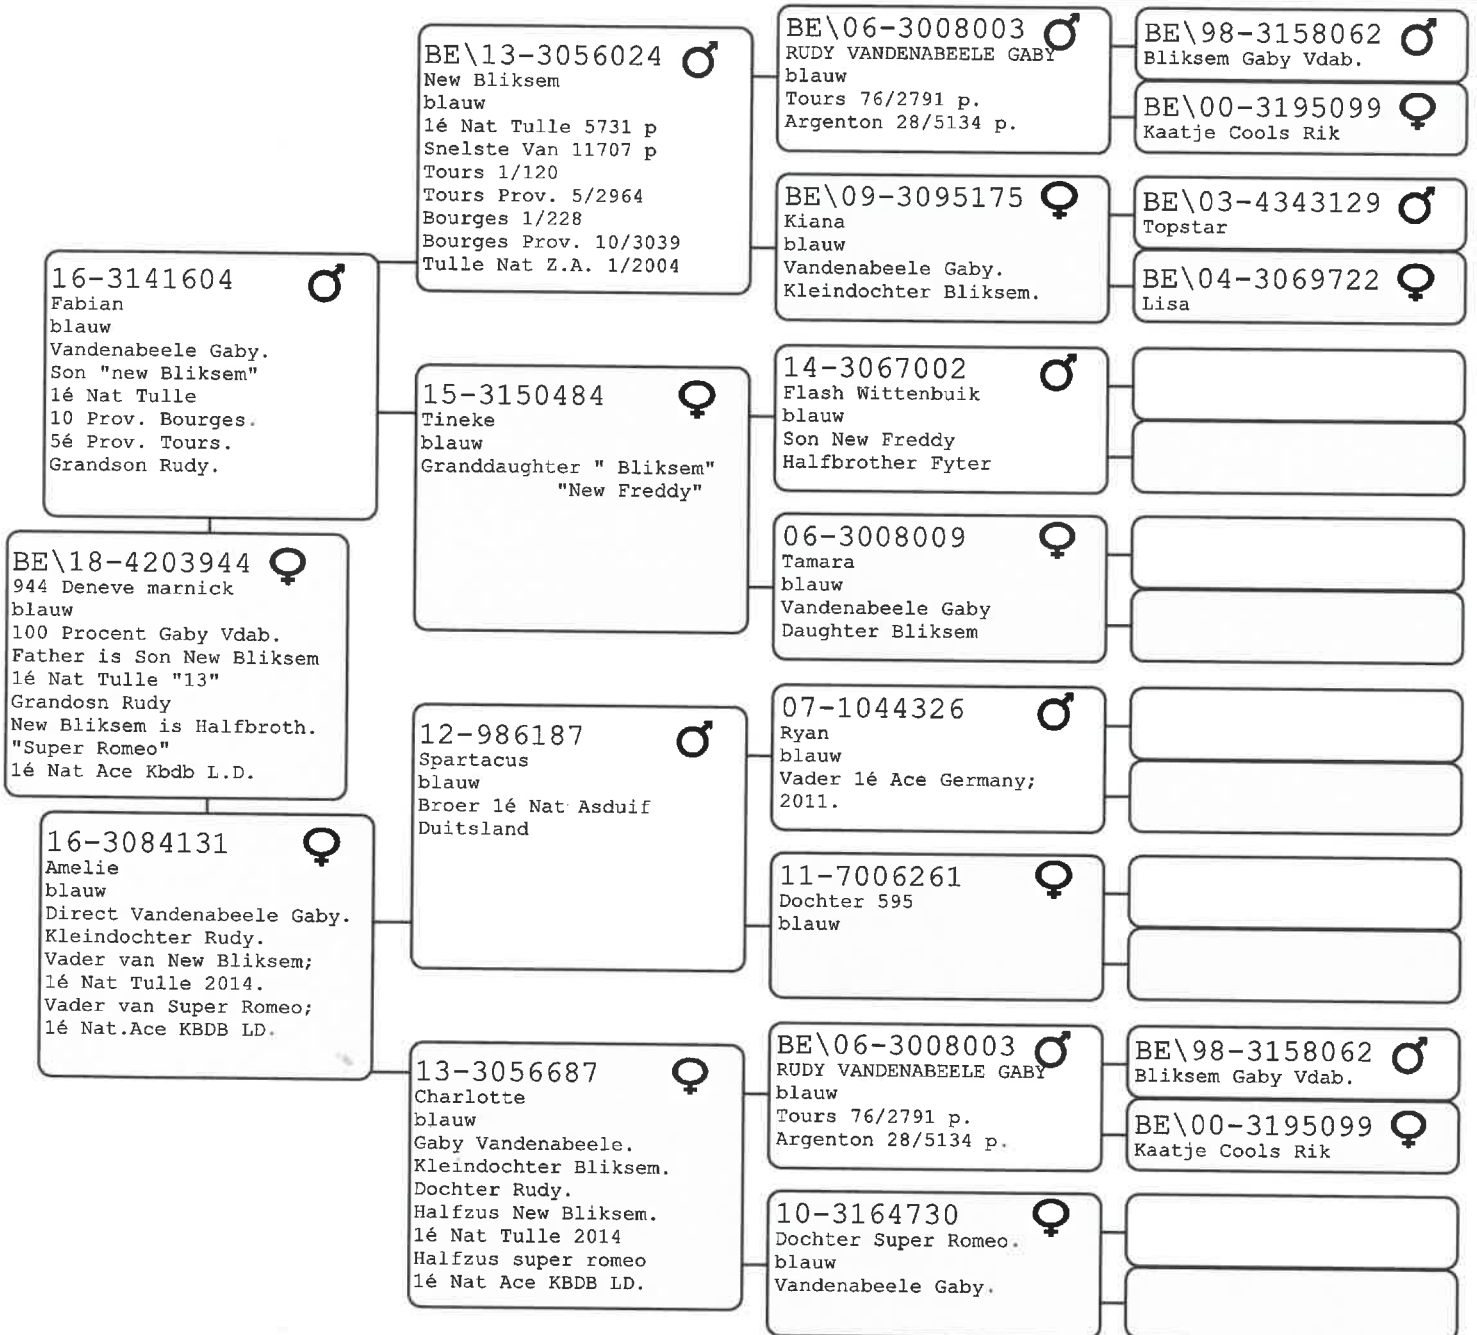 BE\18-4203944 ♀
944 Deneve marnick
blauw
100 Procent Gaby Vdab.
Father is Son New Bliksem
1é Nat Tulle "13"
Grandosn Rudy
New Bliksem is Halfbroth.
"Super Romeo"
1é Nat Ace Kbdb L.D.
16-3141604 ♂
Fabian
blauw
Vandenabeele Gaby.
Son "new Bliksem"
1é Nat Tulle
10 Prov. Bourges.
5é Prov. Tours.
Grandson Rudy.
16-3084131 ♀
Amelie
blauw
Direct Vandenabeele Gaby.
Kleindochter Rudy.
Vader van New Bliksem;
1é Nat Tulle 2014.
Vader van Super Romeo;
1é Nat.Ace KBDB LD.
BE\13-3056024 ♂
New Bliksem
blauw
1é Nat Tulle 5731 p
Snelste Van 11707 p
Tours 1/120
Tours Prov. 5/2964
Bourges 1/228
Bourges Prov. 10/3039
Tulle Nat Z.A. 1/2004
15-3150484 ♀
Tineke
blauw
Granddaughter " Bliksem"
"New Freddy"
12-986187 ♂
Spartacus
blauw
Broer 1é Nat Asduif
Duitsland
13-3056687 ♀
Charlotte
blauw
Gaby Vandenabeele.
Kleindochter Bliksem.
Dochter Rudy.
Halfzus New Bliksem.
1é Nat Tulle 2014
Halfzus super romeo
1é Nat Ace KBDB LD.
BE\06-3008003 ♂
RUDY VANDENABEELE GABY
blauw
Tours 76/2791 p.
Argenton 28/5134 p.
BE\09-3095175 ♀
Kiana
blauw
Vandenabeele Gaby.
Kleindochter Bliksem.
14-3067002 ♂
Flash Wittenbuik
blauw
Son New Freddy
Halfbrother Fyter
06-3008009 ♀
Tamara
blauw
Vandenabeele Gaby
Daughter Bliksem
07-1044326 ♂
Ryan
blauw
Vader 1é Ace Germany;
2011.
11-7006261 ♀
Dochter 595
blauw
BE\06-3008003 ♂
RUDY VANDENABEELE GABY
blauw
Tours 76/2791 p.
Argenton 28/5134 p.
10-3164730 ♀
Dochter Super Romeo.
blauw
Vandenabeele Gaby.
BE\98-3158062 ♂
Bliksem Gaby Vdab.
BE\00-3195099 ♀
Kaatje Cools Rik
BE\03-4343129 ♂
Topstar
BE\04-3069722 ♀
Lisa
BE\98-3158062 ♂
Bliksem Gaby Vdab.
BE\00-3195099 ♀
Kaatje Cools Rik